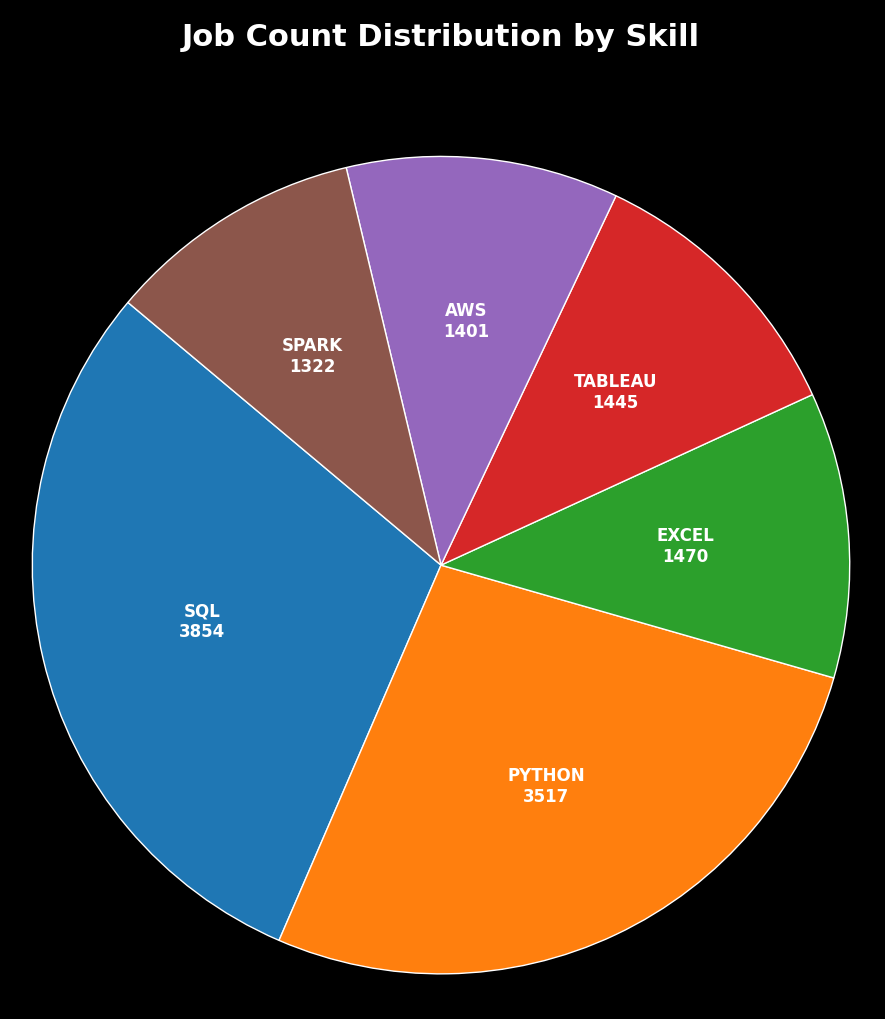 Job Count Distribution by Skill
AWS
1401
SPARK
1322
TABLEAU
1445
EXCEL
1470
SQL
3854
PYTHON
3517